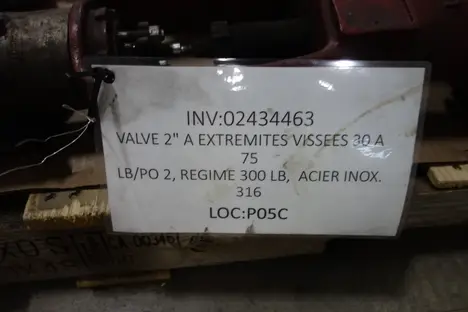 INV:02434463
VALVE 2" A EXTREMITES VISSEES 30 A
75
LB/PO 2, REGIME 300 LB, ACIER INOX.
316
LOC:P05C